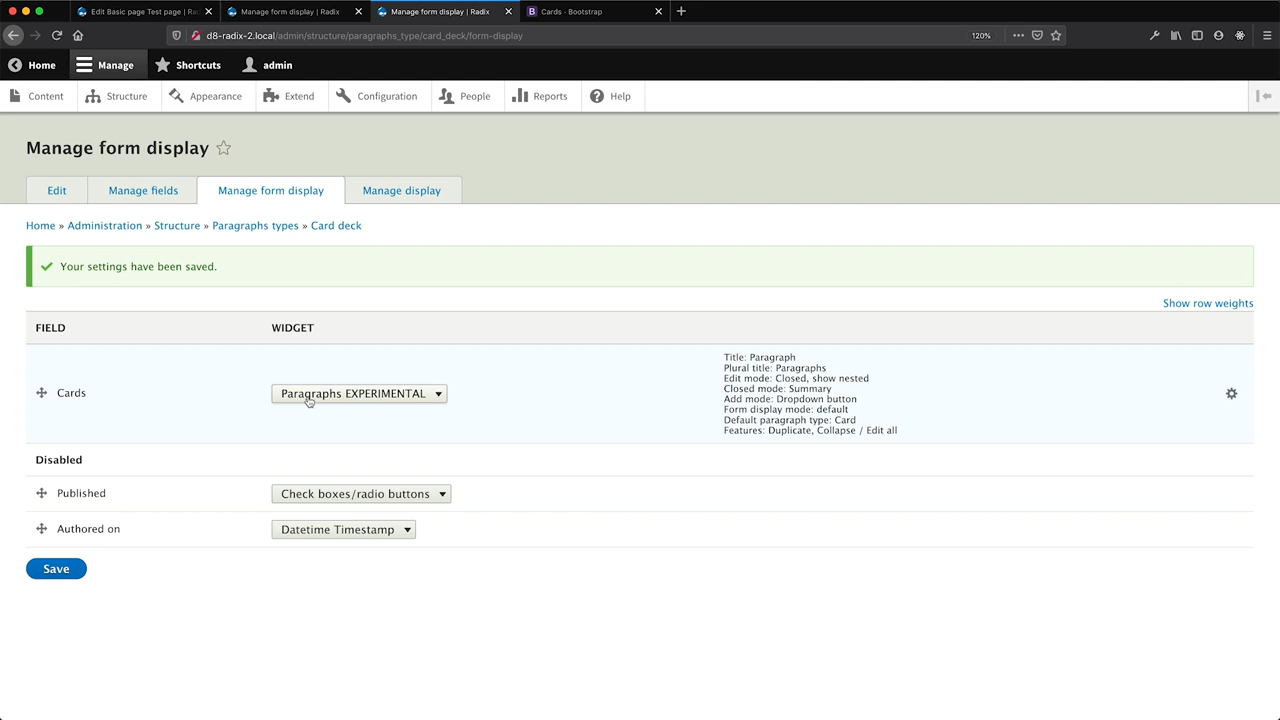 Edit Basic page Test page | Ra
Manage form display | Radix
Manage form display | Radix
Cards · Bootstrap
d8-radix-2.local/admin/structure/paragraphs_type/card_deck/form-display
120%
Home
Manage
Shortcuts
admin
Content
Structure
Appearance
Extend
Configuration
People
Reports
Help
Manage form display
Edit
Manage fields
Manage form display
Manage display
Home » Administration » Structure » Paragraphs types » Card deck
Your settings have been saved.
Show row weights
FIELD
WIDGET
Cards
Paragraphs EXPERIMENTAL
Title: Paragraph
Plural title: Paragraphs
Edit mode: Closed, show nested
Closed mode: Summary
Add mode: Dropdown button
Form display mode: default
Default paragraph type: Card
Features: Duplicate, Collapse / Edit all
Disabled
Published
Check boxes/radio buttons
Authored on
Datetime Timestamp
Save